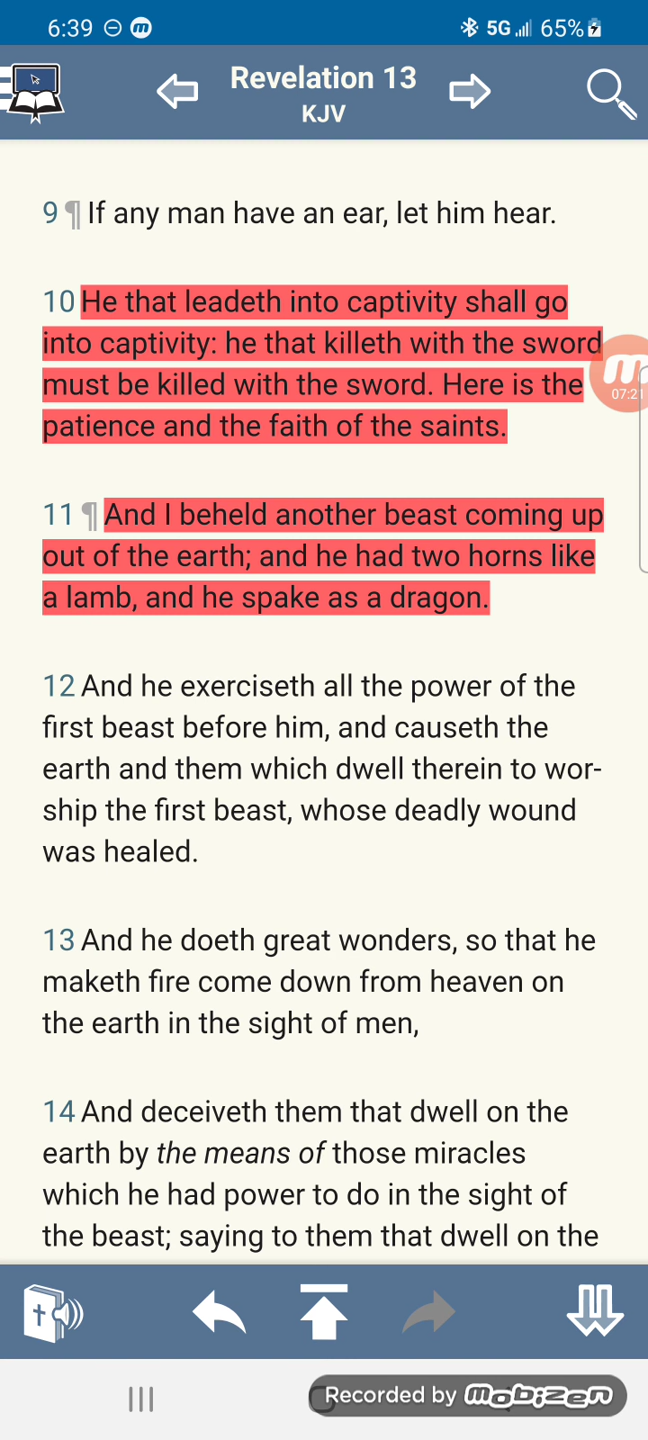 6:39 m 5G 65%
Revelation 13
KJV
9 ¶ If any man have an ear, let him hear.
10 He that leadeth into captivity shall go
into captivity: he that killeth with the sword
must be killed with the sword. Here is the
patience and the faith of the saints.
m
07:21
11 ¶ And I beheld another beast coming up
out of the earth; and he had two horns like
a lamb, and he spake as a dragon.
12 And he exerciseth all the power of the
first beast before him, and causeth the
earth and them which dwell therein to wor-
ship the first beast, whose deadly wound
was healed.
13 And he doeth great wonders, so that he
maketh fire come down from heaven on
the earth in the sight of men,
14 And deceiveth them that dwell on the
earth by the means of those miracles
which he had power to do in the sight of
the beast; saying to them that dwell on the
Recorded by mobizen